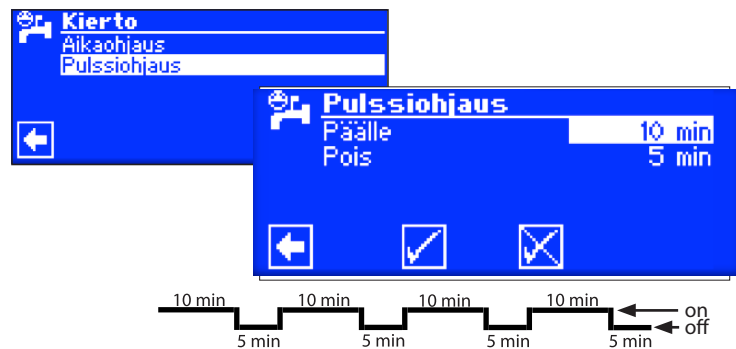 Kierto
Aikaohjaus
Pulssiohjaus
Pulssiohjaus
Päälle 10 min
Pois 5 min
10 min 10 min 10 min 10 min on
5 min 5 min 5 min 5 min off